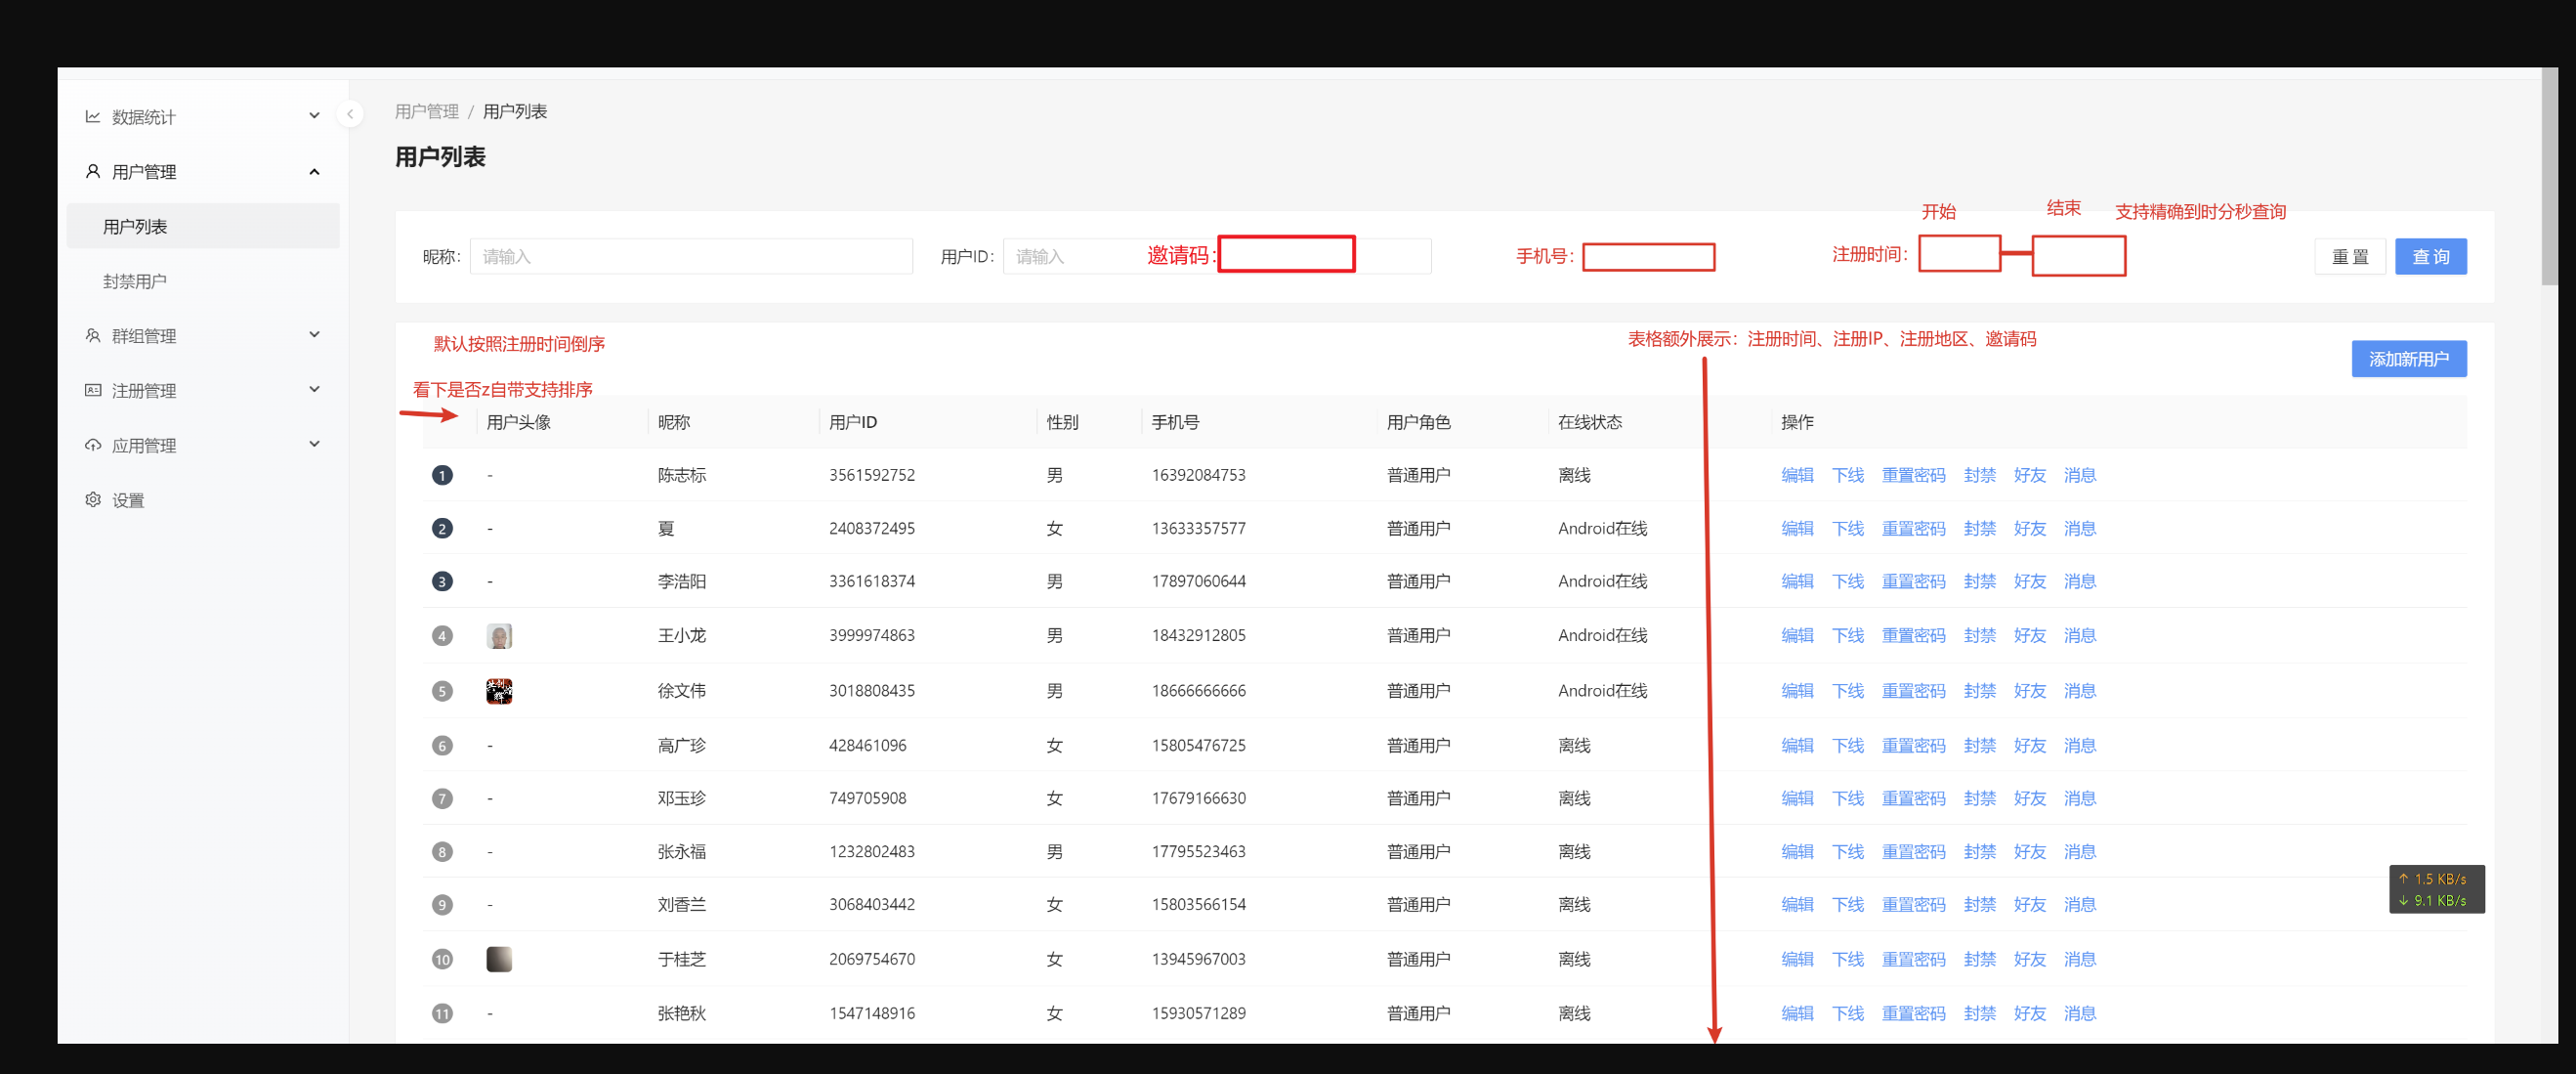 数据统计
用户管理
用户列表
封禁用户
群组管理
注册管理
应用管理
设置
用户管理 / 用户列表
用户列表
开始 结束 支持精确到时分秒查询
昵称: 请输入 用户ID: 请输入 邀请码: 手机号: 注册时间: 重 置 查 询
默认按照注册时间倒序 表格额外展示：注册时间、注册IP、注册地区、邀请码
添加新用户
看下是否z自带支持排序
用户头像 昵称 用户ID 性别 手机号 用户角色 在线状态 操作
1 - 陈志标 3561592752 男 16392084753 普通用户 离线 编辑 下线 重置密码 封禁 好友 消息
2 - 夏 2408372495 女 13633357577 普通用户 Android在线 编辑 下线 重置密码 封禁 好友 消息
3 - 李浩阳 3361618374 男 17897060644 普通用户 Android在线 编辑 下线 重置密码 封禁 好友 消息
4 王小龙 3999974863 男 18432912805 普通用户 Android在线 编辑 下线 重置密码 封禁 好友 消息
5 徐文伟 3018808435 男 18666666666 普通用户 Android在线 编辑 下线 重置密码 封禁 好友 消息
6 - 高广珍 428461096 女 15805476725 普通用户 离线 编辑 下线 重置密码 封禁 好友 消息
7 - 邓玉珍 749705908 女 17679166630 普通用户 离线 编辑 下线 重置密码 封禁 好友 消息
8 - 张永福 1232802483 男 17795523463 普通用户 离线 编辑 下线 重置密码 封禁 好友 消息
9 - 刘香兰 3068403442 女 15803566154 普通用户 离线 编辑 下线 重置密码 封禁 好友 消息
10 于桂芝 2069754670 女 13945967003 普通用户 离线 编辑 下线 重置密码 封禁 好友 消息
11 - 张艳秋 1547148916 女 15930571289 普通用户 离线 编辑 下线 重置密码 封禁 好友 消息
↑ 1.5 KB/s
↓ 9.1 KB/s